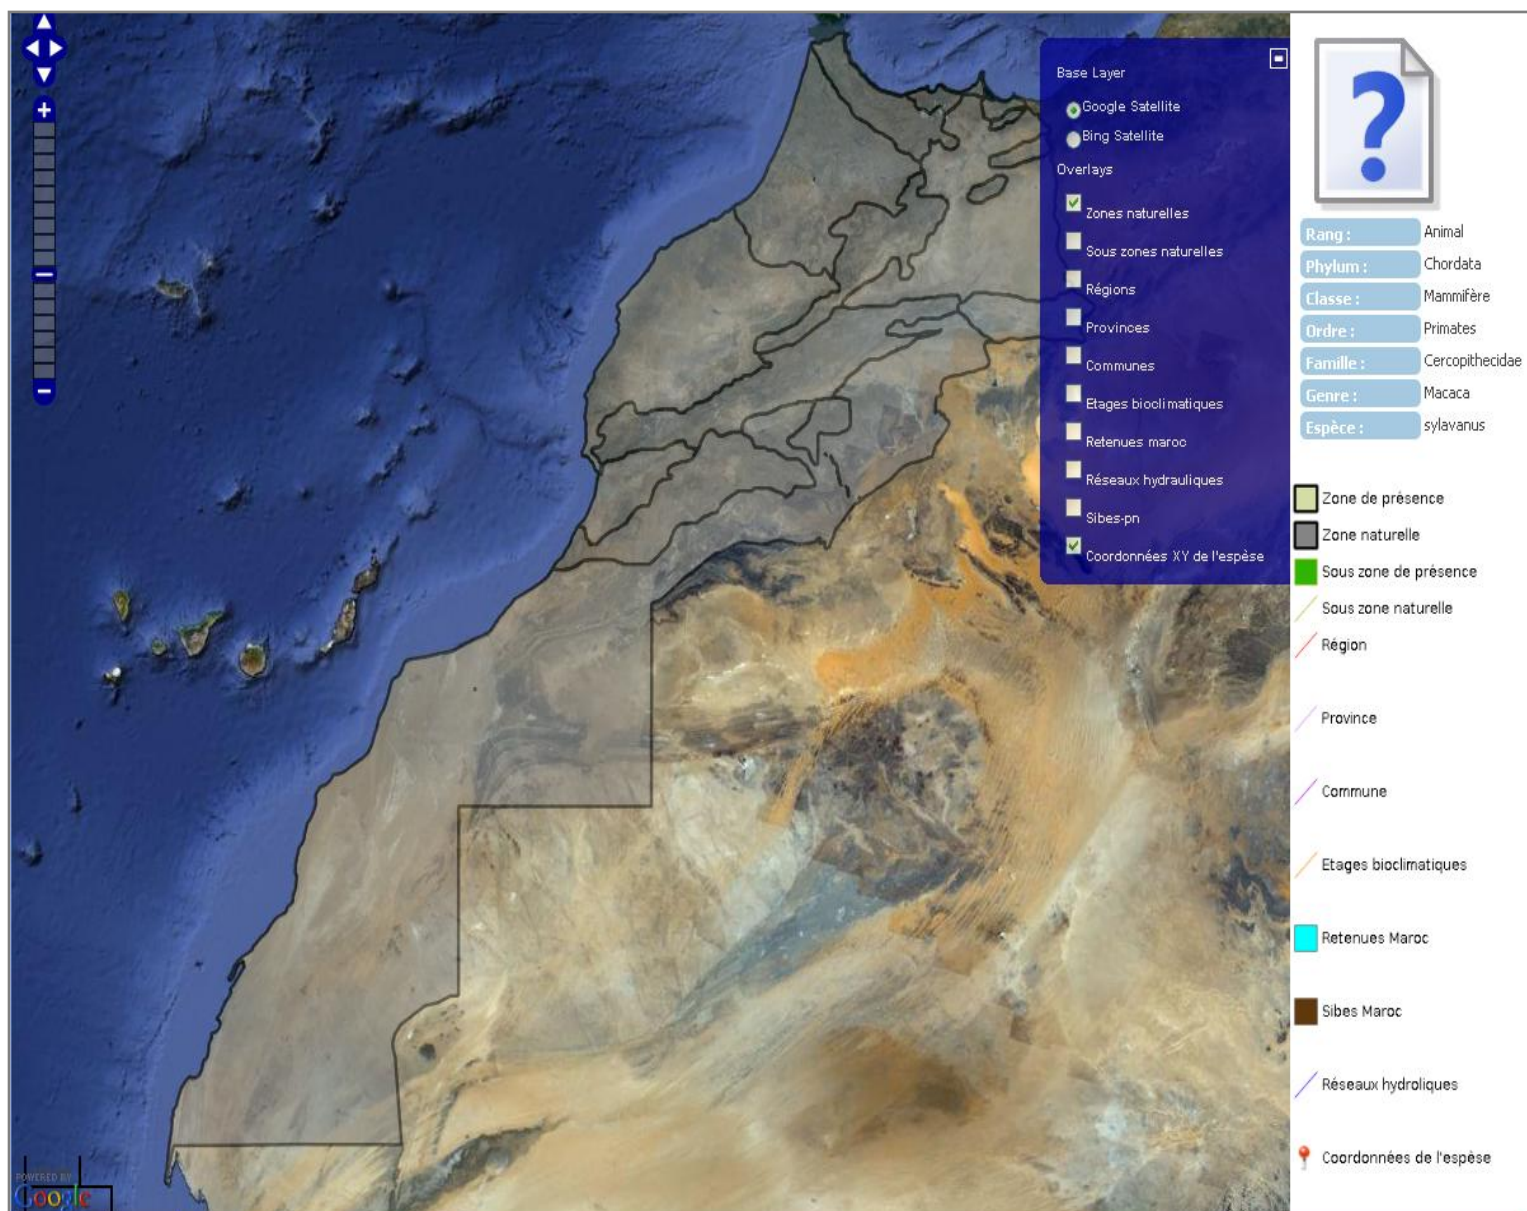 Base Layer
Google Satellite
Bing Satellite
Overlays
Zones naturelles
Sous zones naturelles
Régions
Provinces
Communes
Etages bioclimatiques
Retenues maroc
Réseaux hydrauliques
Sibes-pn
Coordonnées XY de l'espèse
?
Rang : Animal
Phylum : Chordata
Classe : Mammifère
Ordre : Primates
Famille : Cercopithecidae
Genre : Macaca
Espèce : sylavanus
Zone de présence
Zone naturelle
Sous zone de présence
Sous zone naturelle
Région
Province
Commune
Etages bioclimatiques
Retenues Maroc
Sibes Maroc
Réseaux hydroliques
Coordonnées de l'espèse
POWERED BY
Google